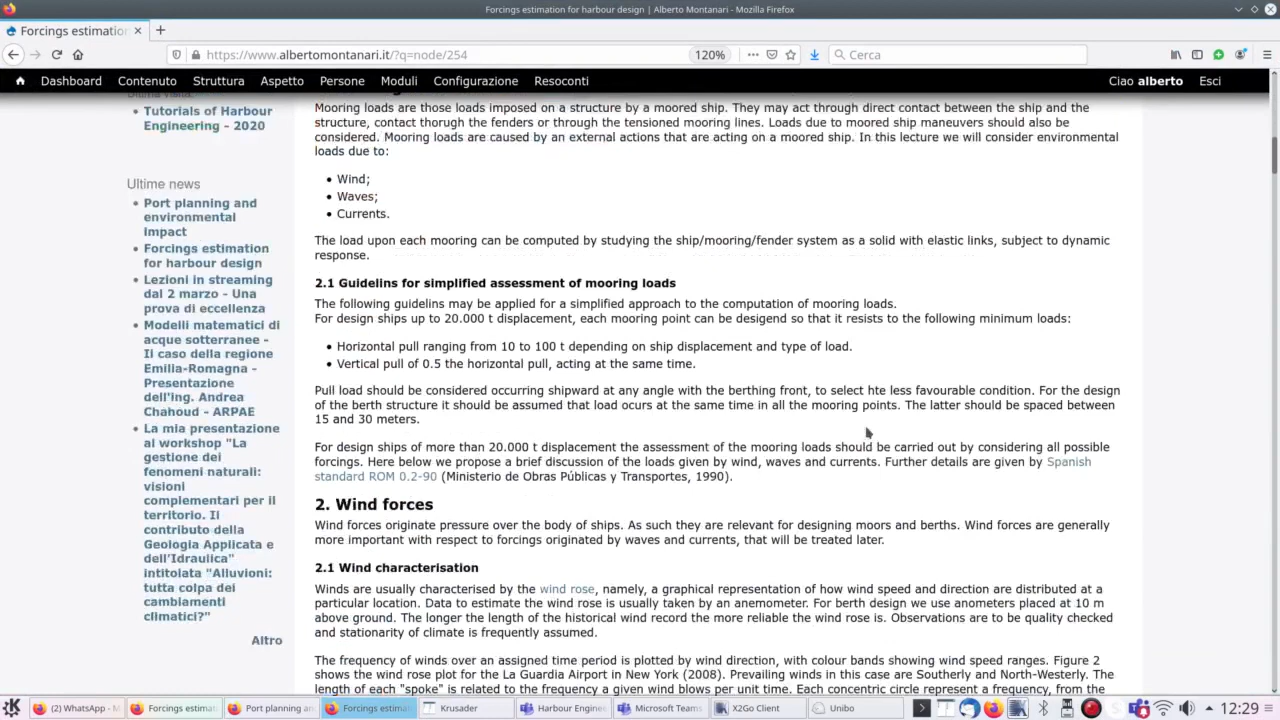 Forcings estimation for harbour design | Alberto Montanari - Mozilla Firefox
Forcings estimatio
https://www.albertomontanari.it/?q=node/254
120%
Cerca
Dashboard Contenuto Struttura Aspetto Persone Moduli Configurazione Resoconti
Ciao alberto Esci
Tutorials of Harbour
Engineering - 2020
Ultime news
Port planning and
environmental
impact
Forcings estimation
for harbour design
Lezioni in streaming
dal 2 marzo - Una
prova di eccellenza
Modelli matematici di
acque sotterranee -
Il caso della regione
Emilia-Romagna -
Presentazione
dell'ing. Andrea
Chahoud - ARPAE
La mia presentazione
al workshop "La
gestione dei
fenomeni naturali:
visioni
complementari per il
territorio. Il
contributo della
Geologia Applicata e
dell'Idraulica"
intitolata "Alluvioni:
tutta colpa dei
cambiamenti
climatici?"
Altro
Mooring loads are those loads imposed on a structure by a moored ship. They may act through direct contact between the ship and the
structure, contact thorugh the fenders or through the tensioned mooring lines. Loads due to moored ship maneuvers should also be
considered. Mooring loads are caused by an external actions that are acting on a moored ship. In this lecture we will consider environmental
loads due to:
• Wind;
• Waves;
• Currents.
The load upon each mooring can be computed by studying the ship/mooring/fender system as a solid with elastic links, subject to dynamic
response.
2.1 Guidelins for simplified assessment of mooring loads
The following guidelins may be applied for a simplified approach to the computation of mooring loads.
For design ships up to 20.000 t displacement, each mooring point can be desigend so that it resists to the following minimum loads:
• Horizontal pull ranging from 10 to 100 t depending on ship displacement and type of load.
• Vertical pull of 0.5 the horizontal pull, acting at the same time.
Pull load should be considered occurring shipward at any angle with the berthing front, to select hte less favourable condition. For the design
of the berth structure it should be assumed that load ocurs at the same time in all the mooring points. The latter should be spaced between
15 and 30 meters.
For design ships of more than 20.000 t displacement the assessment of the mooring loads should be carried out by considering all possible
forcings. Here below we propose a brief discussion of the loads given by wind, waves and currents. Further details are given by Spanish
standard ROM 0.2-90 (Ministerio de Obras Públicas y Transportes, 1990).
2. Wind forces
Wind forces originate pressure over the body of ships. As such they are relevant for designing moors and berths. Wind forces are generally
more important with respect to forcings originated by waves and currents, that will be treated later.
2.1 Wind characterisation
Winds are usually characterised by the wind rose, namely, a graphical representation of how wind speed and direction are distributed at a
particular location. Data to estimate the wind rose is usually taken by an anemometer. For berth design we use anometers placed at 10 m
above ground. The longer the length of the historical wind record the more reliable the wind rose is. Observations are to be quality checked
and stationarity of climate is frequently assumed.
The frequency of winds over an assigned time period is plotted by wind direction, with colour bands showing wind speed ranges. Figure 2
shows the wind rose plot for the La Guardia Airport in New York (2008). Prevailing winds in this case are Southerly and North-Westerly. The
length of each "spoke" is related to the frequency a given wind blows per unit time. Each concentric circle represent a frequency, from the
(2) WhatsApp - M Forcings estimat Port planning an Forcings estima Krusader Harbour Engine Microsoft Teams X2Go Client Unibo 12:29